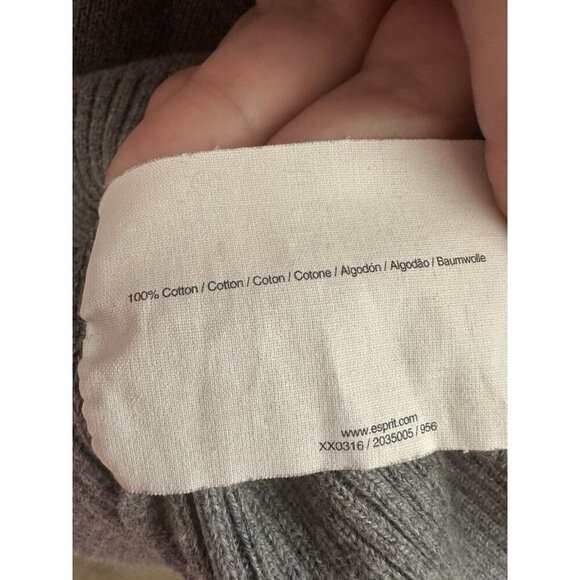 100% Cotton / Cotton / Coton / Cotone / Algodón / Algodão / Baumwolle
www.esprit.com
XX0316 / 2035005 / 956